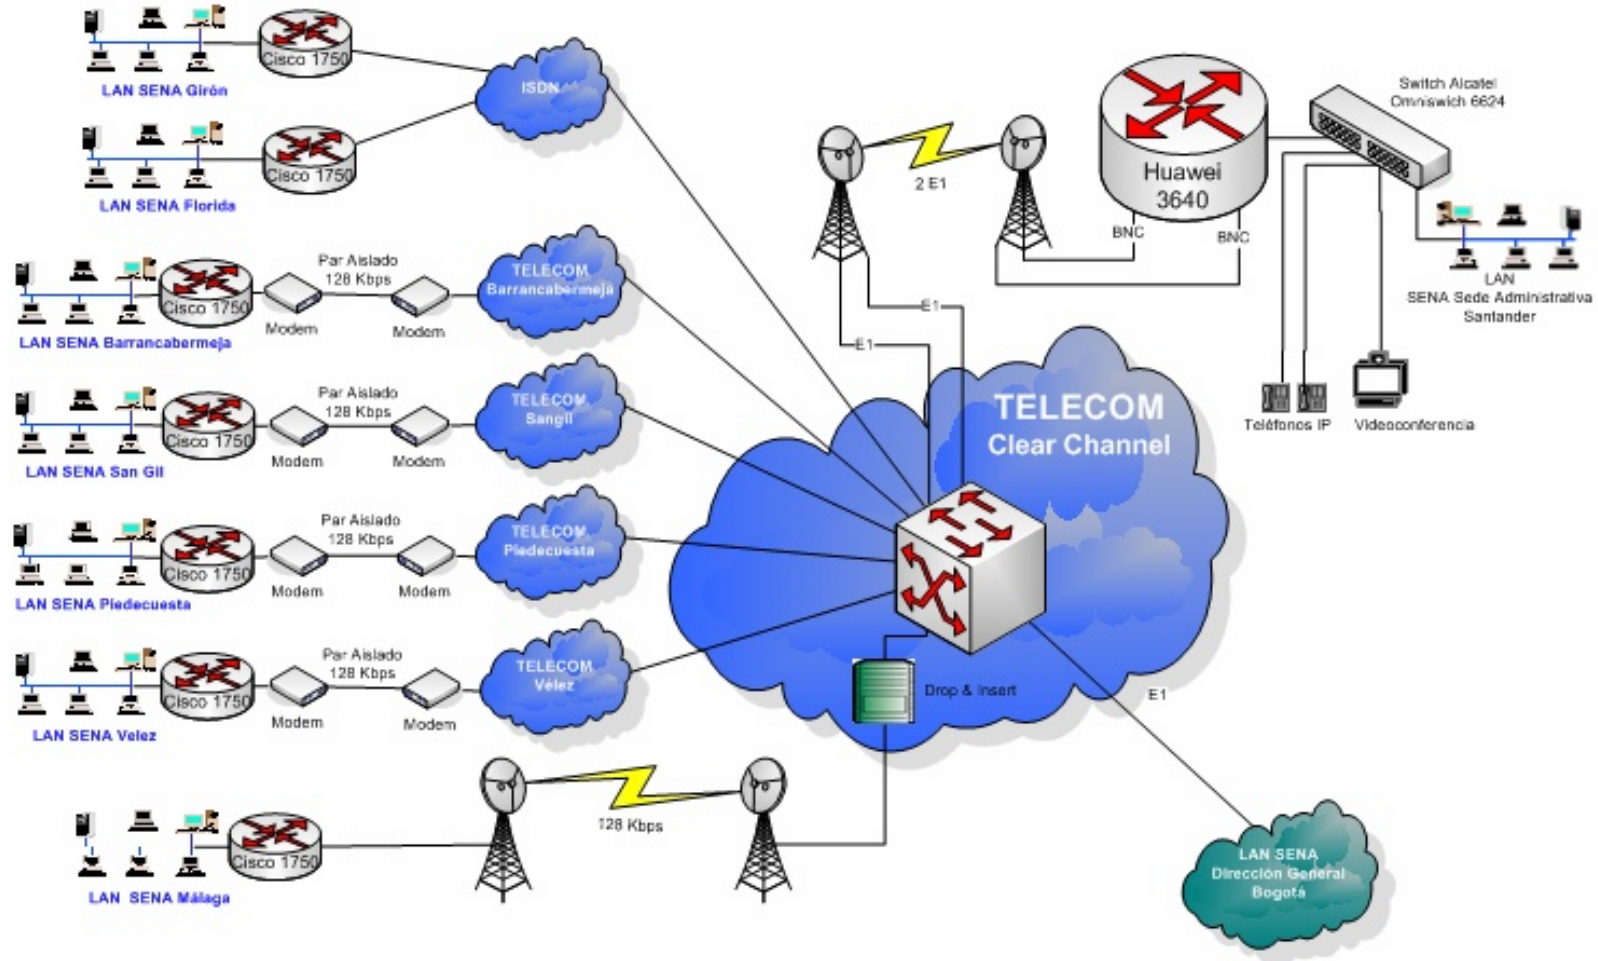 Cisco 1750
LAN SENA Girón
ISDN
Cisco 1750
LAN SENA Florida
Switch Alcatel
Omniswich 6624
Huawei
3640
2 E1
BNC
BNC
LAN
SENA Sede Administrativa
Santander
Teléfonos IP
Videoconferencia
E1
E1
Par Aislado
128 Kbps
Cisco 1750
Modem
Modem
TELECOM
Barrancabermeja
LAN SENA Barrancabermeja
Par Aislado
128 Kbps
Cisco 1750
Modem
Modem
TELECOM
Sangil
LAN SENA San Gil
TELECOM
Clear Channel
Par Aislado
128 Kbps
Cisco 1750
Modem
Modem
TELECOM
Piedecuesta
LAN SENA Piedecuesta
Par Aislado
128 Kbps
Cisco 1750
Modem
Modem
TELECOM
Vélez
LAN SENA Velez
Drop & Insert
E1
128 Kbps
Cisco 1750
LAN SENA Málaga
LAN SENA
Dirección General
Bogotá